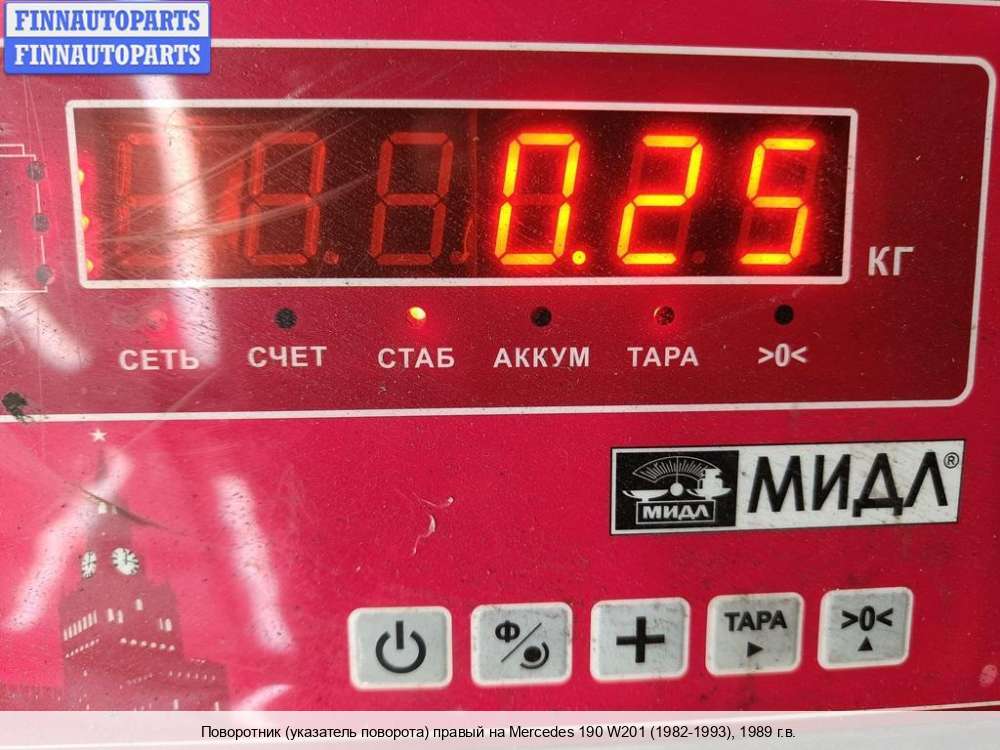 FINNAUTOPARTS
FINNAUTOPARTS
0.25
КГ
СЕТЬ СЧЕТ СТАБ АККУМ ТАРА >0<
МИДЛ МИДЛ®
Ф/ + ТАРА >0<
Поворотник (указатель поворота) правый на Mercedes 190 W201 (1982-1993), 1989 г.в.